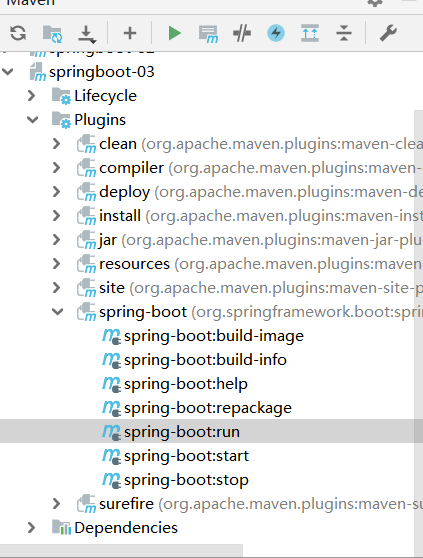 Maven
springboot-02
springboot-03
Lifecycle
Plugins
clean (org.apache.maven.plugins:maven-clea
compiler (org.apache.maven.plugins:maven-
deploy (org.apache.maven.plugins:maven-de
install (org.apache.maven.plugins:maven-inst
jar (org.apache.maven.plugins:maven-jar-plu
resources (org.apache.maven.plugins:maven
site (org.apache.maven.plugins:maven-site-p
spring-boot (org.springframework.boot:spri
spring-boot:build-image
spring-boot:build-info
spring-boot:help
spring-boot:repackage
spring-boot:run
spring-boot:start
spring-boot:stop
surefire (org.apache.maven.plugins:maven-su
Dependencies